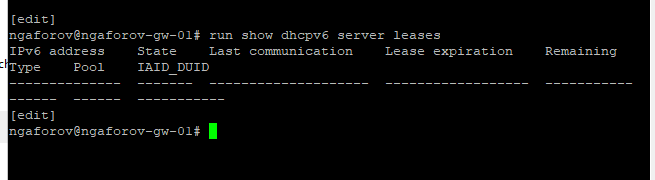 [edit]
ngaforov@ngaforov-gw-01# run show dhcpv6 server leases
IPv6 address    State    Last communication    Lease expiration    Remaining
Type    Pool    IAID_DUID
--------------  -------  --------------------  ------------------  -----------
------  ------  -----------
[edit]
ngaforov@ngaforov-gw-01#